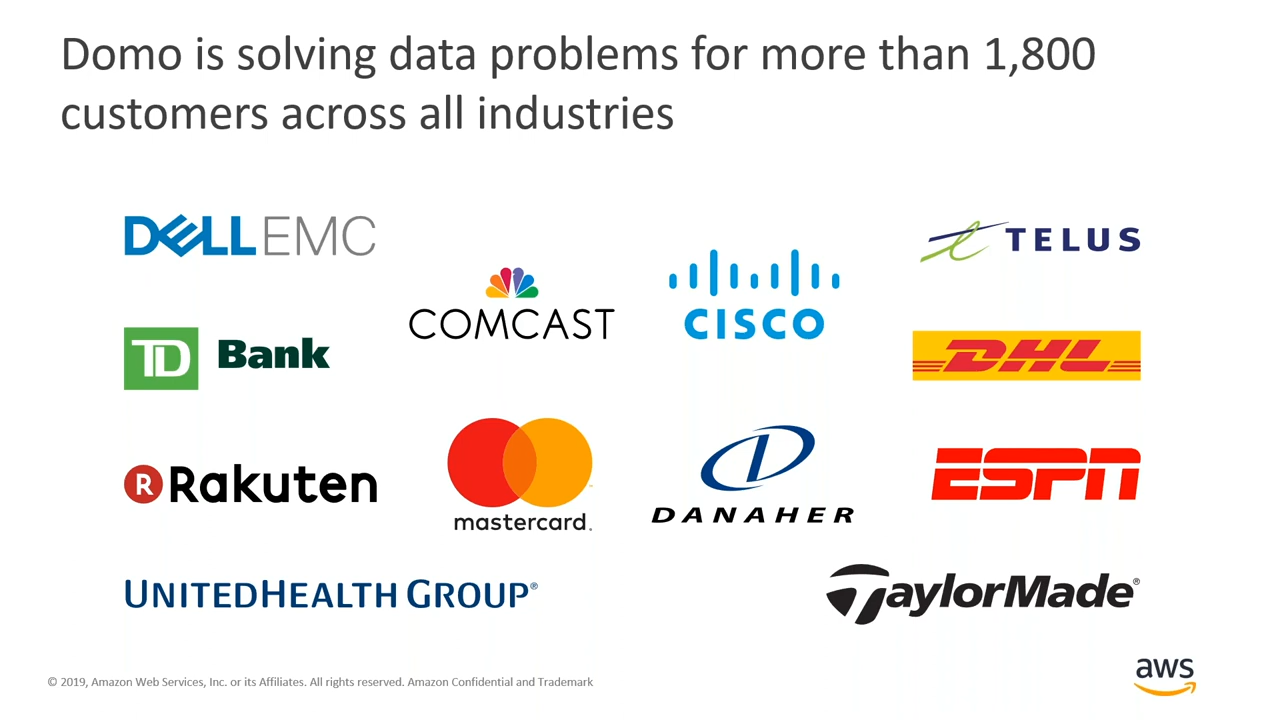 Domo is solving data problems for more than 1,800
customers across all industries
DELL EMC
TELUS
COMCAST
CISCO
TD Bank
DHL
R Rakuten
mastercard.
DANAHER
ESPN
UNITEDHEALTH GROUP®
TaylorMade®
© 2019, Amazon Web Services, Inc. or its Affiliates. All rights reserved. Amazon Confidential and Trademark
aws